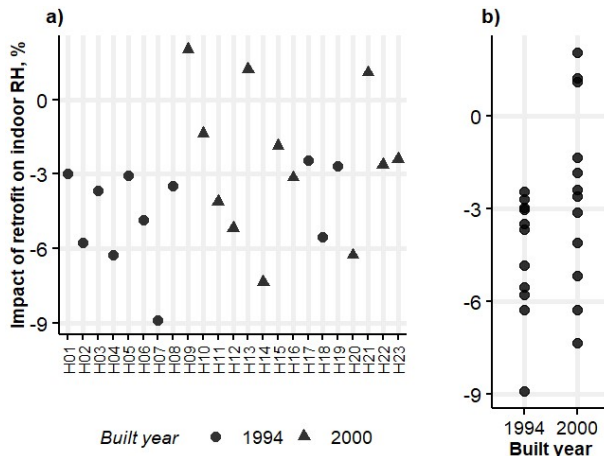 a)
Impact of retrofit on indoor RH, %
0
-3
-6
-9
H01 H02 H03 H04 H05 H06 H07 H08 H09 H10 H11 H12 H13 H14 H15 H16 H17 H18 H19 H20 H21 H22 H23
Built year 1994 2000
b)
0
-3
-6
-9
1994 2000
Built year